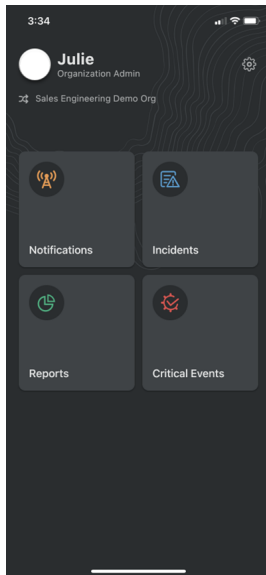 3:34
Julie
Organization Admin
Sales Engineering Demo Org
Notifications
Incidents
Reports
Critical Events